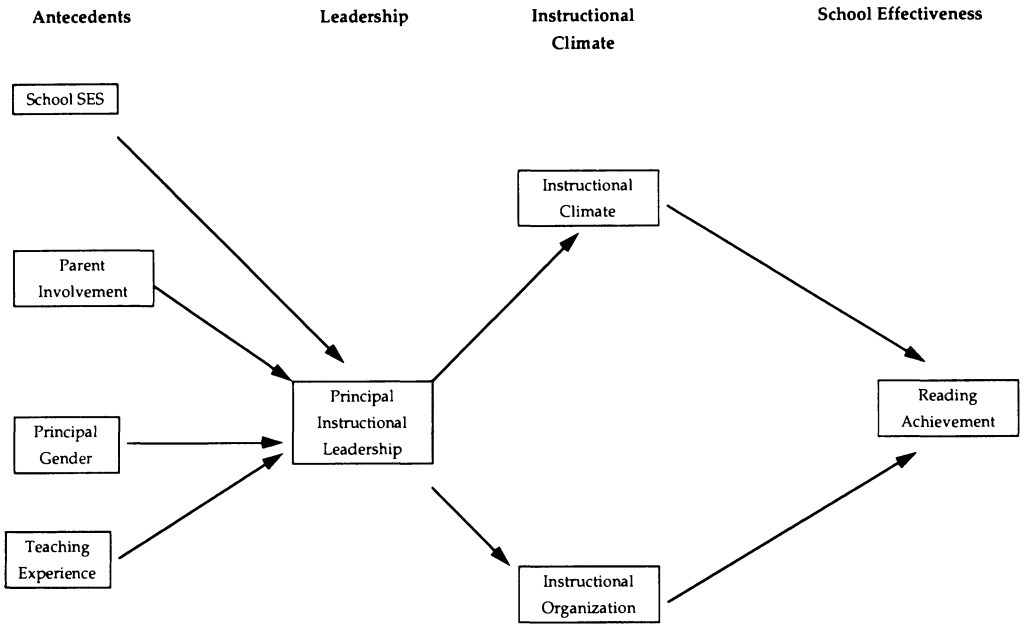 Antecedents
Leadership
Instructional
Climate
School Effectiveness
School SES
Instructional
Climate
Parent
Involvement
Principal
Instructional
Leadership
Reading
Achievement
Principal
Gender
Teaching
Experience
Instructional
Organization